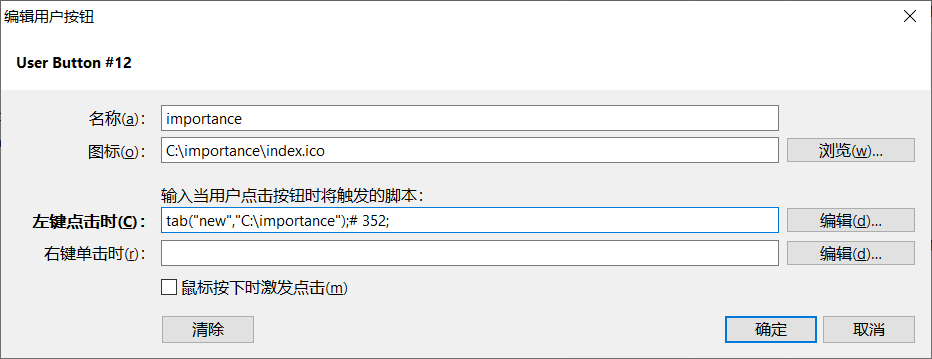 编辑用户按钮
User Button #12
名称(a)： importance
图标(o)： C:\importance\index.ico 浏览(w)...
输入当用户点击按钮时将触发的脚本：
左键点击时(C)： tab("new","C:\importance");# 352; 编辑(d)...
右键单击时(r)： 编辑(d)...
鼠标按下时激发点击(m)
清除 确定 取消